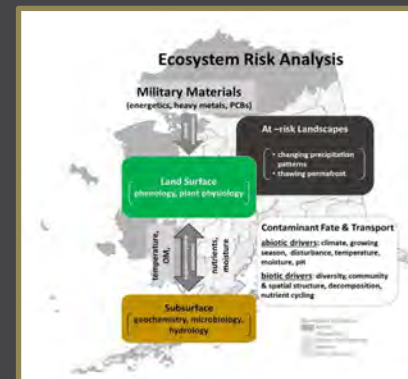 Ecosystem Risk Analysis
Military Materials
(energetics, heavy metals, PCBs)
At –risk Landscapes
• changing precipitation
patterns
• thawing permafront
Land Surface
phenology, plant physiology
temperature,
OM,
nutrients,
moisture
Contaminant Fate & Transport
abiotic drivers: climate, growing
season, disturbance, temperature,
moisture, pH
biotic drivers: diversity, community
& spatial structure, decomposition,
nutrient cycling
Subsurface
geochemistry, microbiology,
hydrology